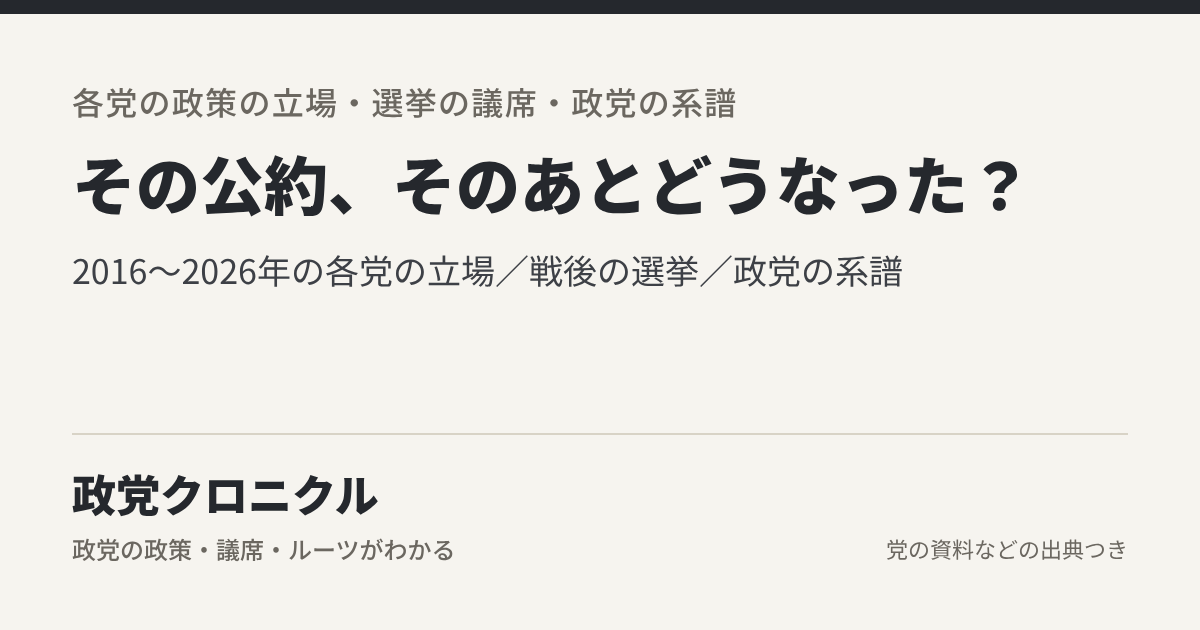 各党の政策の立場・選挙の議席・政党の系譜
その公約、そのあとどうなった？
2016〜2026年の各党の立場／戦後の選挙／政党の系譜
政党クロニクル
政党の政策・議席・ルーツがわかる
党の資料などの出典つき